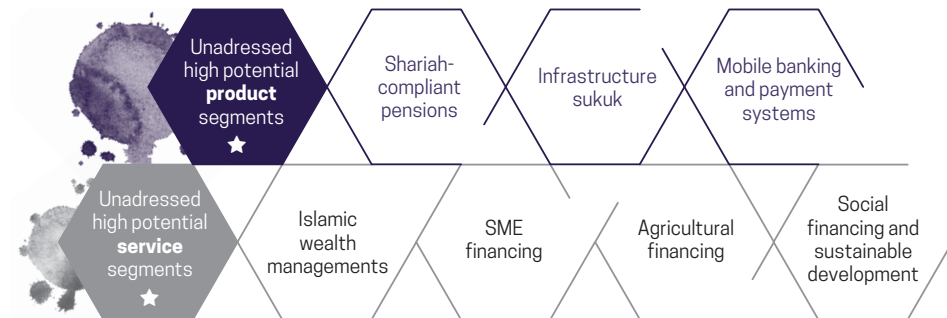 Unadressed
high potential
product
segments
Shariah-
compliant
pensions
Infrastructure
sukuk
Mobile banking
and payment
systems
Unadressed
high potential
service
segments
Islamic
wealth
managements
SME
financing
Agricultural
financing
Social
financing and
sustainable
development